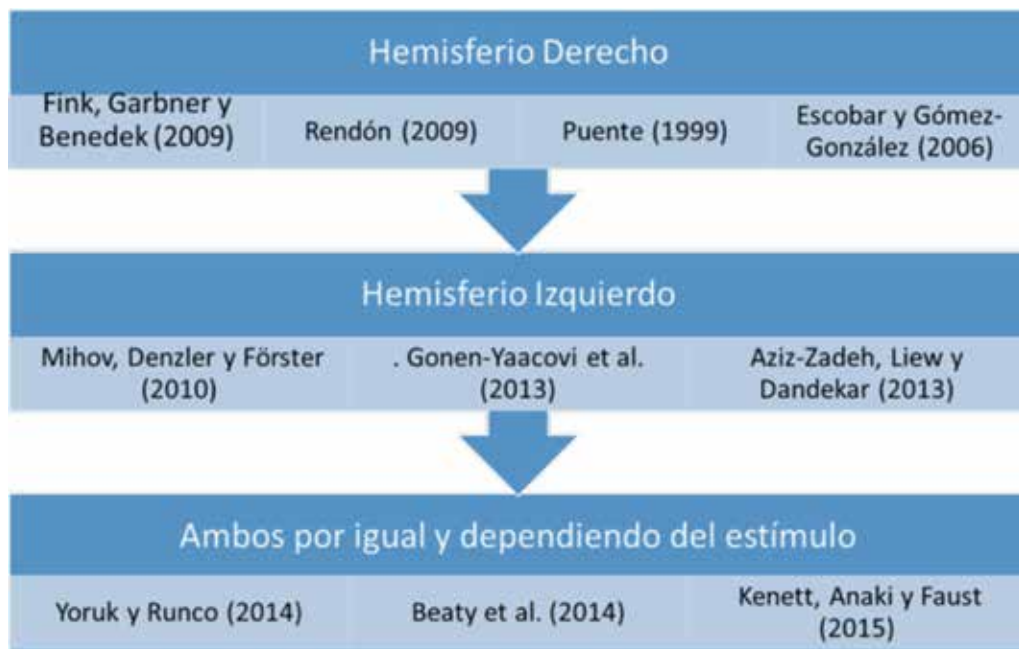 Hemisferio Derecho
Fink, Garbner y
Benedek (2009)
Rendón (2009)
Puente (1999)
Escobar y Gómez-
González (2006)
Hemisferio Izquierdo
Mihov, Denzler y Förster
(2010)
. Gonen-Yaacovi et al.
(2013)
Aziz-Zadeh, Liew y
Dandekar (2013)
Ambos por igual y dependiendo del estímulo
Yoruk y Runco (2014)
Beaty et al. (2014)
Kenett, Anaki y Faust
(2015)